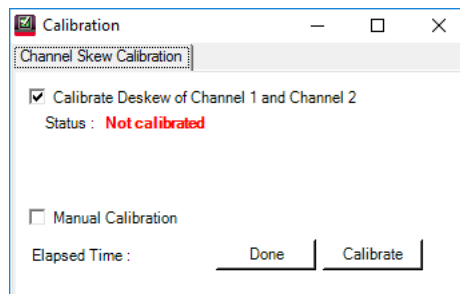 Calibration
Channel Skew Calibration
Calibrate Deskew of Channel 1 and Channel 2
Status : Not calibrated
Manual Calibration
Elapsed Time : Done Calibrate